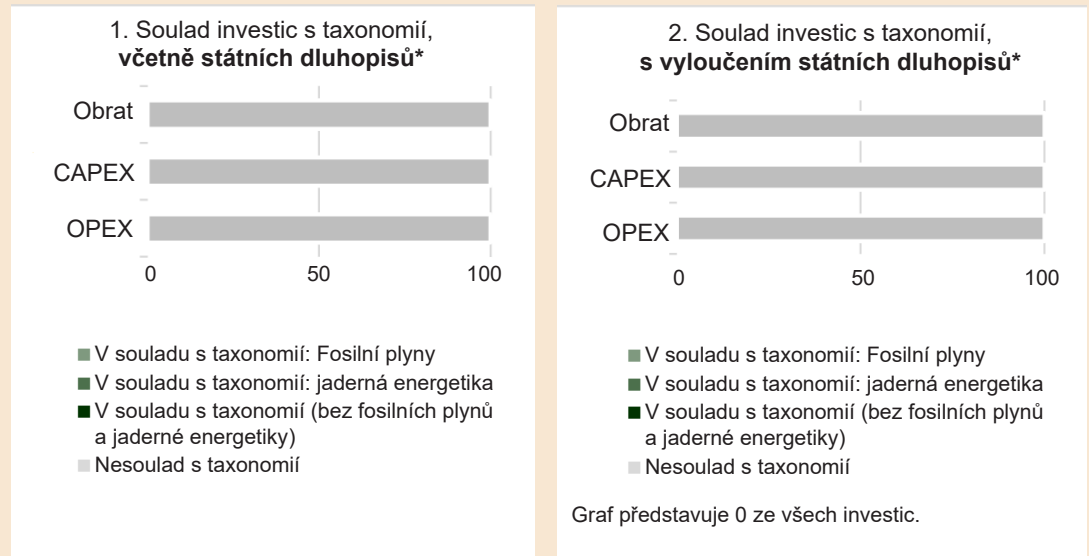 1. Soulad investic s taxonomií,
včetně státních dluhopisů*
Obrat
CAPEX
OPEX
0 50 100
V souladu s taxonomií: Fosilní plyny
V souladu s taxonomií: jaderná energetika
V souladu s taxonomií (bez fosilních plynů
a jaderné energetiky)
Nesoulad s taxonomií
2. Soulad investic s taxonomií,
s vyloučením státních dluhopisů*
Obrat
CAPEX
OPEX
0 50 100
V souladu s taxonomií: Fosilní plyny
V souladu s taxonomií: jaderná energetika
V souladu s taxonomií (bez fosilních plynů
a jaderné energetiky)
Nesoulad s taxonomií
Graf představuje 0 ze všech investic.